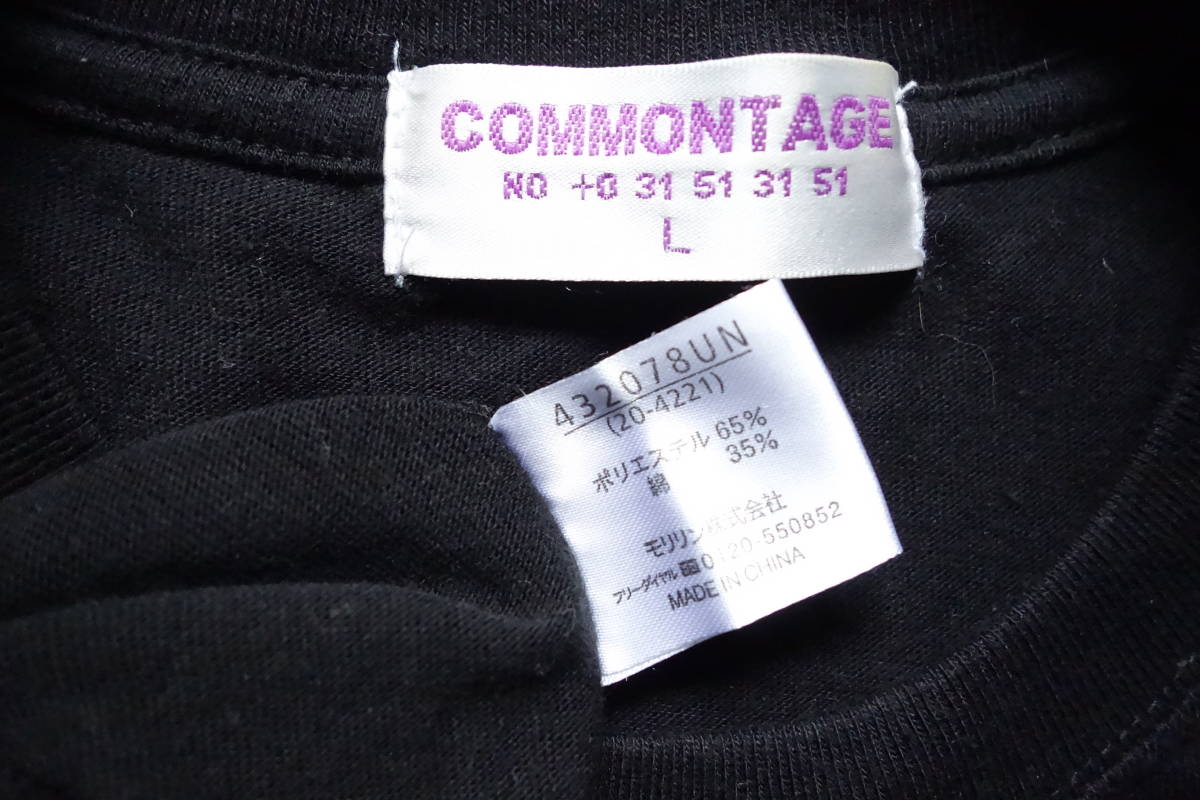 COMMONTAGE
NO +0 31 51 31 51
L
432078UN
(20-4221)
ポリエステル 65%
綿 35%
モリリン株式会社
フリーダイヤル 0120-550852
MADE IN CHINA